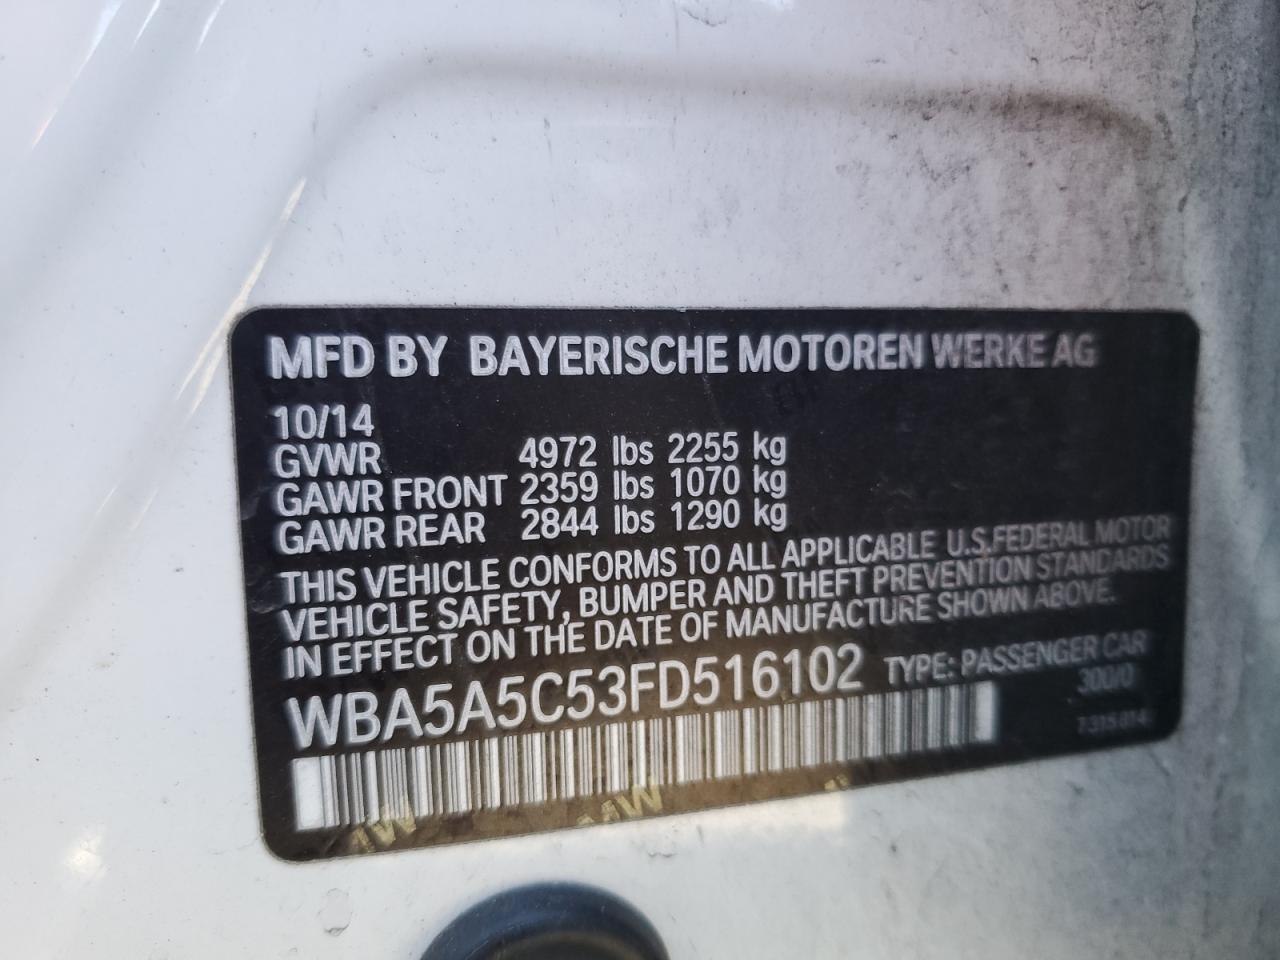 MFD BY BAYERISCHE MOTOREN WERKE AG
10/14
GVWR 4972 lbs 2255 kg
GAWR FRONT 2359 lbs 1070 kg
GAWR REAR 2844 lbs 1290 kg
THIS VEHICLE CONFORMS TO ALL APPLICABLE U.S.FEDERAL MOTOR
VEHICLE SAFETY, BUMPER AND THEFT PREVENTION STANDARDS
IN EFFECT ON THE DATE OF MANUFACTURE SHOWN ABOVE.
WBA5A5C53FD516102 TYPE: PASSENGER CAR
300/0